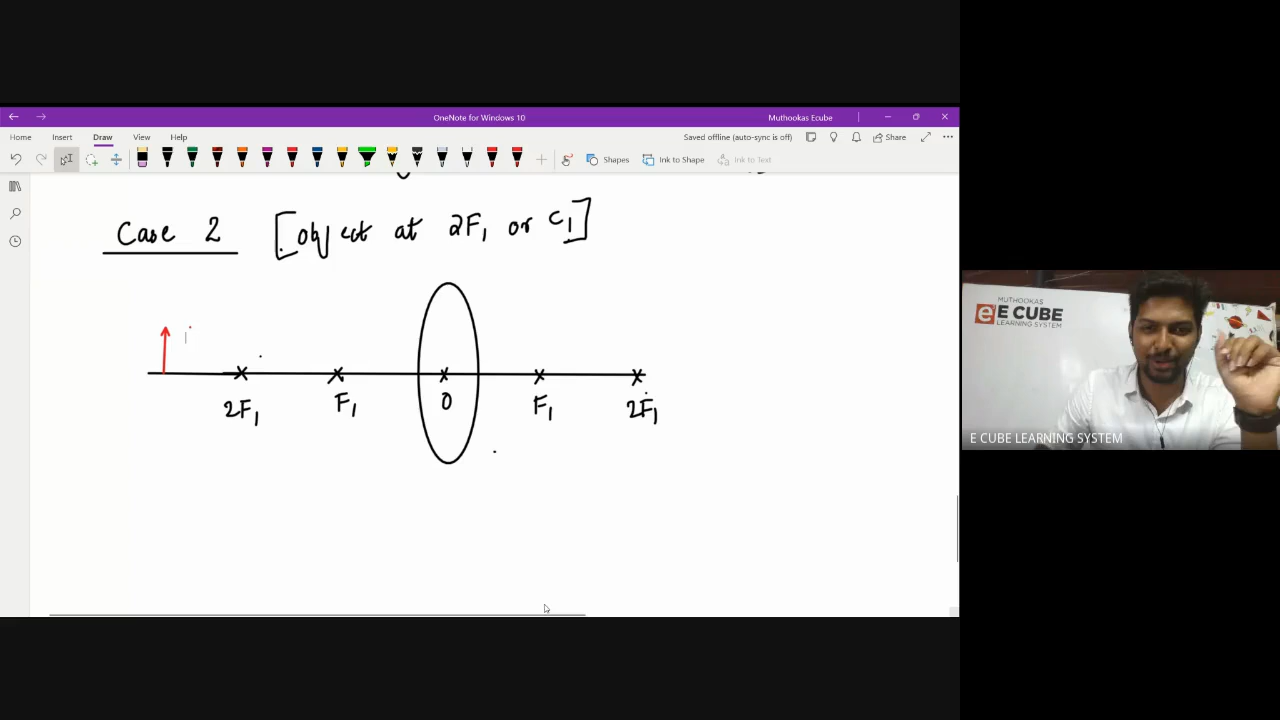 OneNote for Windows 10
Muthookas Ecube
Home Insert Draw View Help
Saved offline (auto-sync is off)
Share
Shapes
Ink to Shape
Ink to Text
Case 2 [object at 2F1 or C1]
2F1 F1 O F1 2F1
MUTHOOKAS
e E CUBE
LEARNING SYSTEM
E CUBE LEARNING SYSTEM